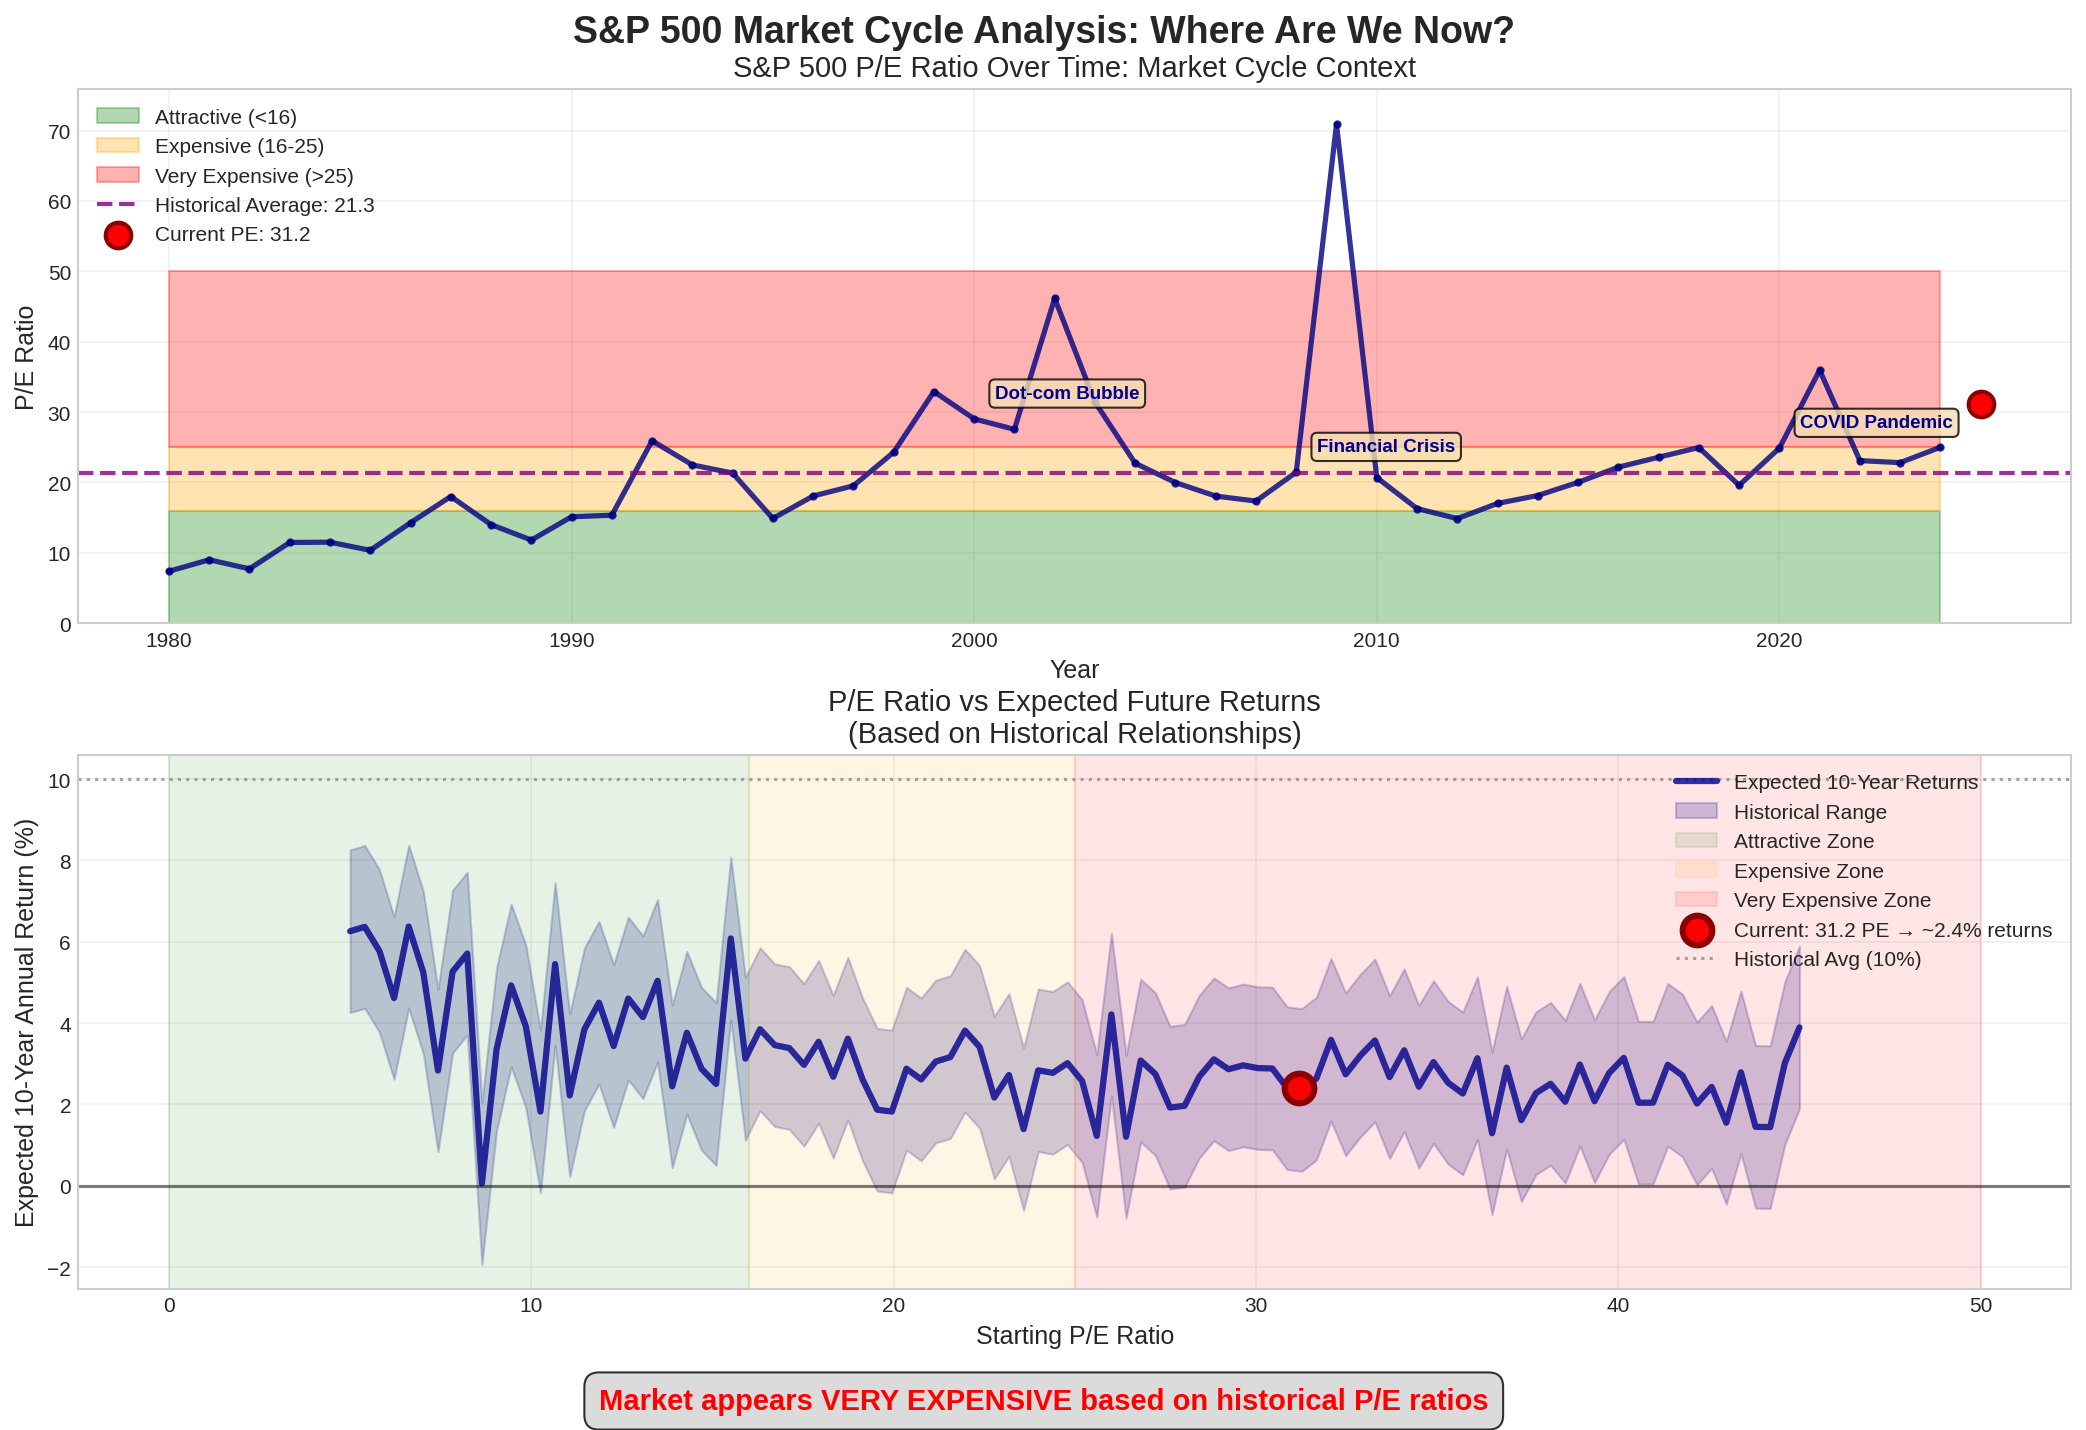 S&P 500 Market Cycle Analysis: Where Are We Now?
S&P 500 P/E Ratio Over Time: Market Cycle Context
Attractive (<16)
Expensive (16-25)
Very Expensive (>25)
Historical Average: 21.3
Current PE: 31.2
P/E Ratio
70
60
50
40
30
20
10
0
Dot-com Bubble
Financial Crisis
COVID Pandemic
1980
1990
2000
2010
2020
Year
P/E Ratio vs Expected Future Returns
(Based on Historical Relationships)
Expected 10-Year Annual Return (%)
10
8
6
4
2
0
−2
Expected 10-Year Returns
Historical Range
Attractive Zone
Expensive Zone
Very Expensive Zone
Current: 31.2 PE → ~2.4% returns
Historical Avg (10%)
0
10
20
30
40
50
Starting P/E Ratio
Market appears VERY EXPENSIVE based on historical P/E ratios